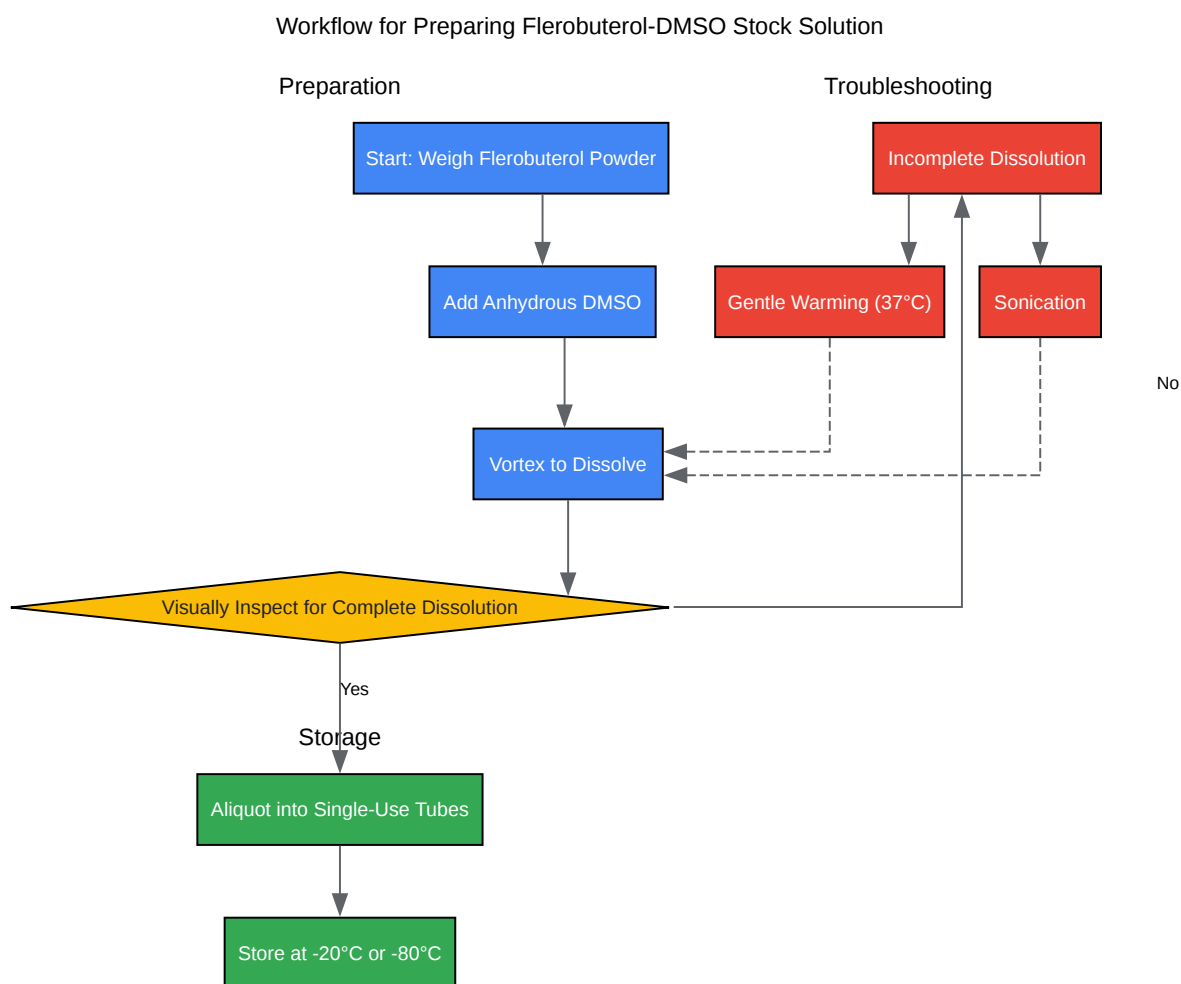 Workflow for Preparing Flerobuterol-DMSO Stock Solution
Preparation
Troubleshooting
Start: Weigh Flerobuterol Powder
Incomplete Dissolution
Add Anhydrous DMSO
Gentle Warming (37°C)
Sonication
No
Vortex to Dissolve
Visually Inspect for Complete Dissolution
Yes
Storage
Aliquot into Single-Use Tubes
Store at -20°C or -80°C